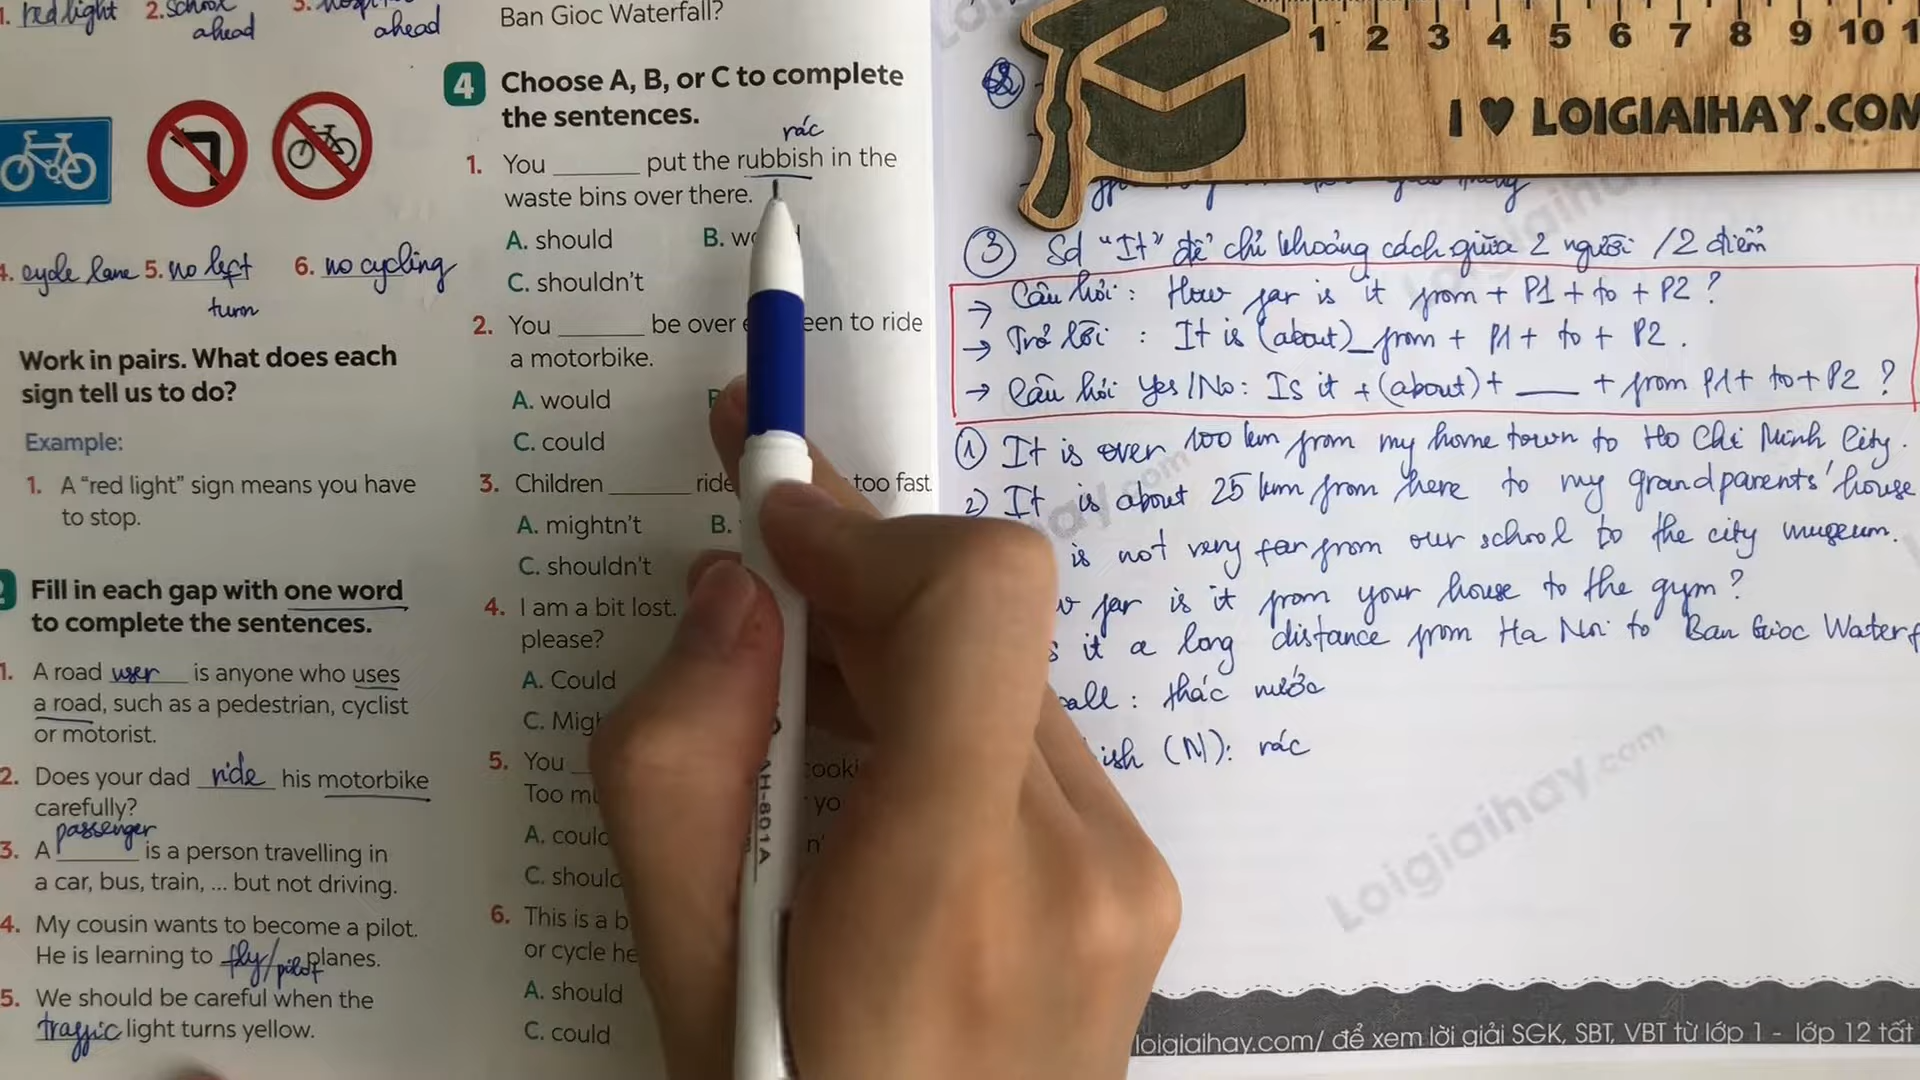 1. red light 2. school 3.
ahead ahead
4. cycle lane 5. no left 6. no cycling
turn
Work in pairs. What does each
sign tell us to do?
Example:
1. A “red light” sign means you have
to stop.
Fill in each gap with one word
to complete the sentences.
1. A road user is anyone who uses
a road, such as a pedestrian, cyclist
or motorist.
2. Does your dad ride his motorbike
carefully?
passenger
3. A ______ is a person travelling in
a car, bus, train, ... but not driving.
4. My cousin wants to become a pilot.
He is learning to fly/pilot planes.
5. We should be careful when the
traffic light turns yellow.
Ban Gioc Waterfall?
4 Choose A, B, or C to complete
the sentences.
rác
1. You ______ put the rubbish in the
waste bins over there.
A. should B.
C. shouldn't
2. You ______ be over to ride
a motorbike.
A. would
C. could
3. Children ______ ride too fast.
A. mightn't B.
C. shouldn't
4. I am a bit lost.
please?
A. Could
C.
5. You
Too
A.
C.
6. This is a
or cycle
A. should
C. could
1 2 3 4 5 6 7 8 9 10
I ♥ LOIGIAIHAY.COM
3 Sd “It” để chỉ khoảng cách giữa 2 người / 2 điểm
→ Câu hỏi : How far is it from + P1 + to + P2 ?
→ Trả lời : It is (about) _ from + P1 + to + P2 .
→ Câu hỏi Yes/No : Is it + (about) + ___ + from P1 + to + P2 ?
1 It is over 100 km from my home town to Ho Chi Minh City.
2) It is about 25 km from here to my grandparents' house
is not very far from our school to the city museum.
far is it from your house to the gym ?
it a long distance from Ha Noi to Ban Gioc
: thác nước
(N) : rác
Loigiaihay.com
loigiaihay.com/ để xem lời giải SGK, SBT, VBT từ lớp 1 - lớp 12 tất